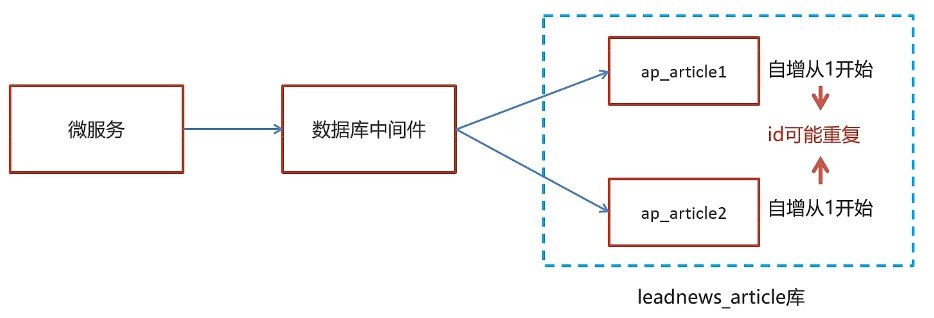 微服务
数据库中间件
ap_article1
自增从1开始
id可能重复
ap_article2
自增从1开始
leadnews_article库